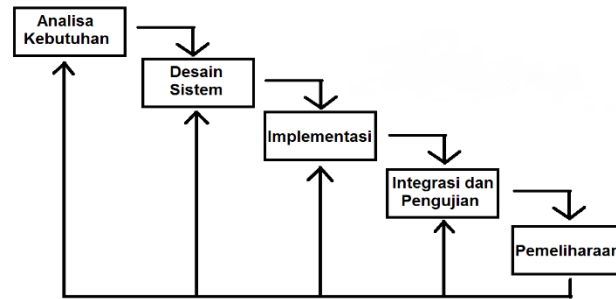 Analisa
Kebutuhan
Desain
Sistem
Implementasi
Integrasi dan
Pengujian
Pemeliharaan